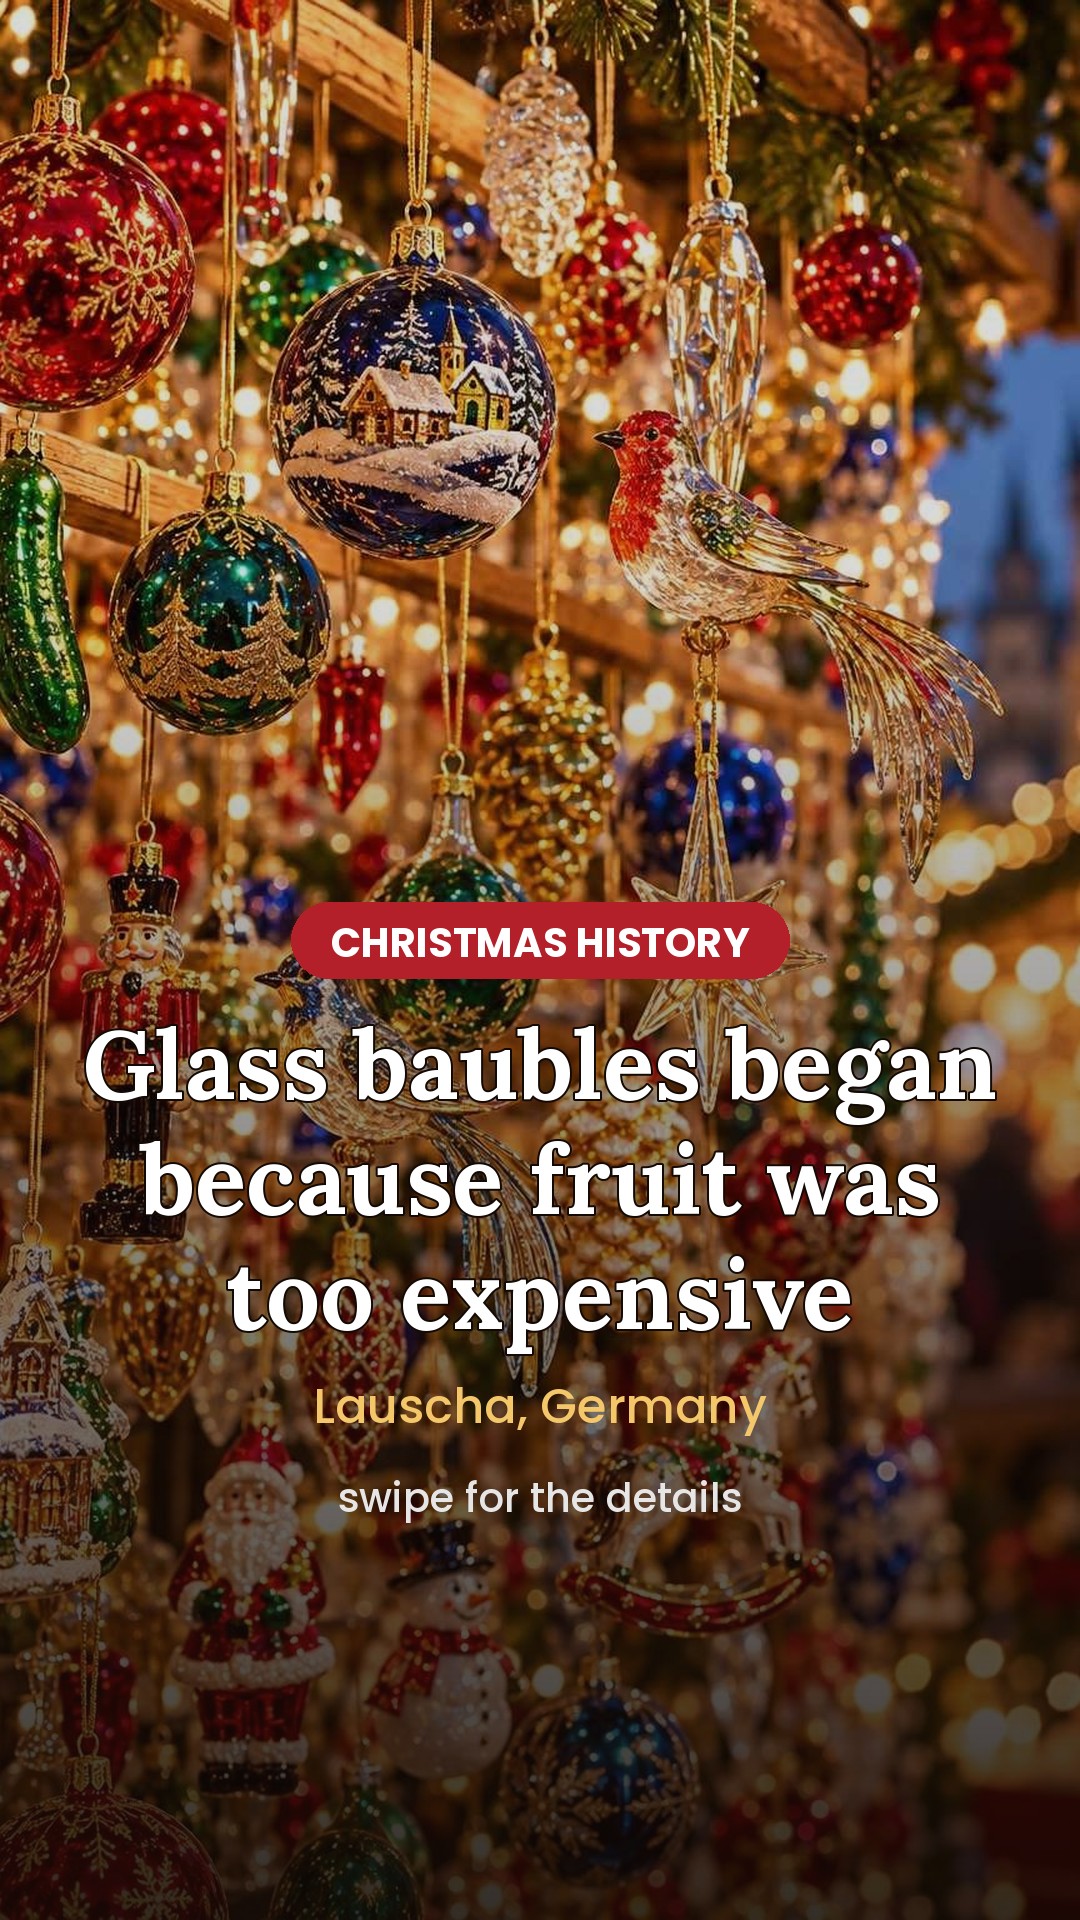 CHRISTMAS HISTORY
Glass baubles began
because fruit was
too expensive
Lauscha, Germany
swipe for the details